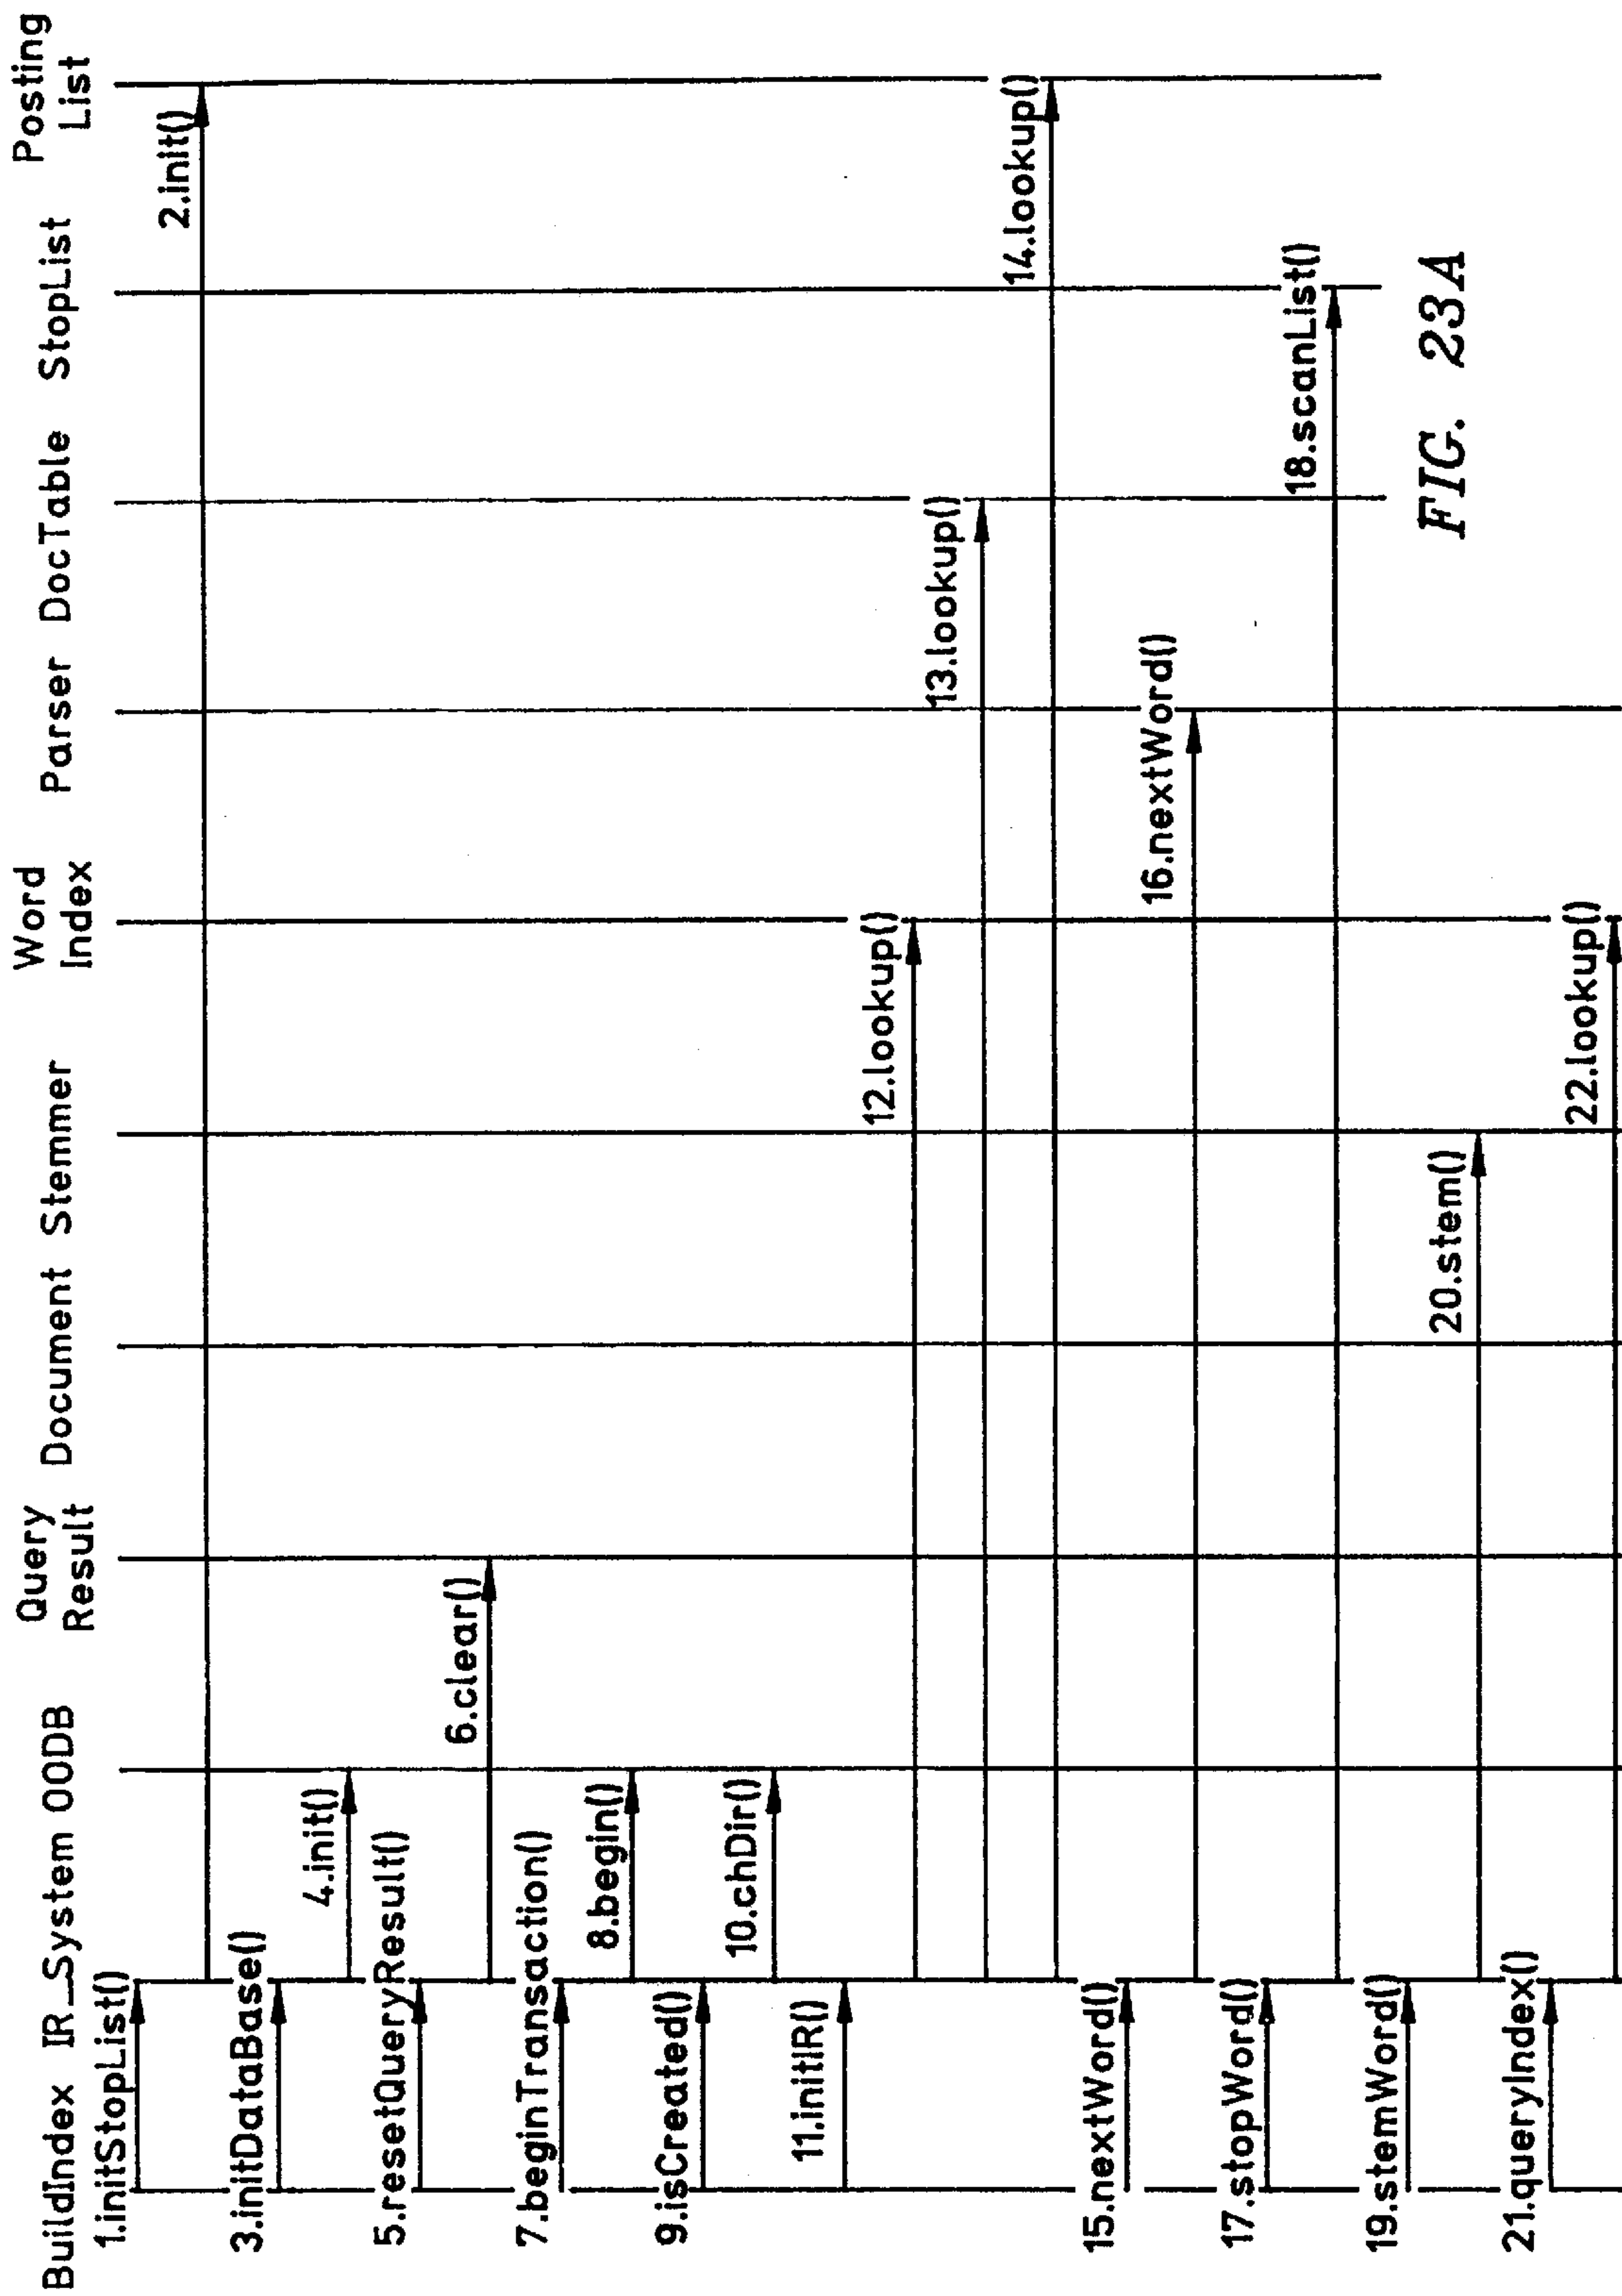 BuildIndex IR_System OODB Query Result Document Stemmer Word Index Parser DocTable StopList Posting List
1.initStopList()
2.init()
3.initDataBase()
4.init()
5.resetQueryResult()
6.clear()
7.beginTransaction()
8.begin()
9.isCreated()
10.chDir()
11.initIR()
12.lookup()
13.lookup()
14.lookup()
15.nextWord()
16.nextWord()
17.stopWord()
18.scanList()
19.stemWord()
20.stem()
21.queryIndex()
22.lookup()
FIG. 23A